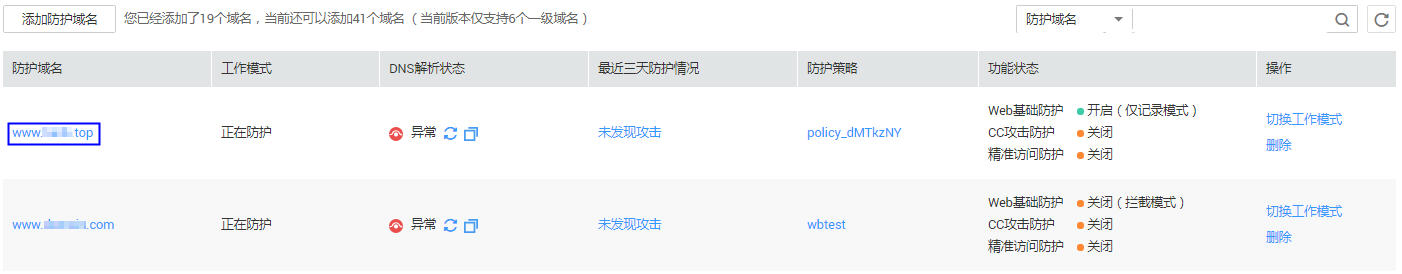 添加防护域名 您已经添加了19个域名，当前还可以添加41个域名（当前版本仅支持6个一级域名） 防护域名
防护域名 工作模式 DNS解析状态 最近三天防护情况 防护策略 功能状态 操作
www. .top 正在防护 异常 未发现攻击 policy_dMTkzNY
Web基础防护 开启（仅记录模式）
CC攻击防护 关闭
精准访问防护 关闭
切换工作模式
删除
www. .com 正在防护 异常 未发现攻击 wbtest
Web基础防护 关闭（拦截模式）
CC攻击防护 关闭
精准访问防护 关闭
切换工作模式
删除